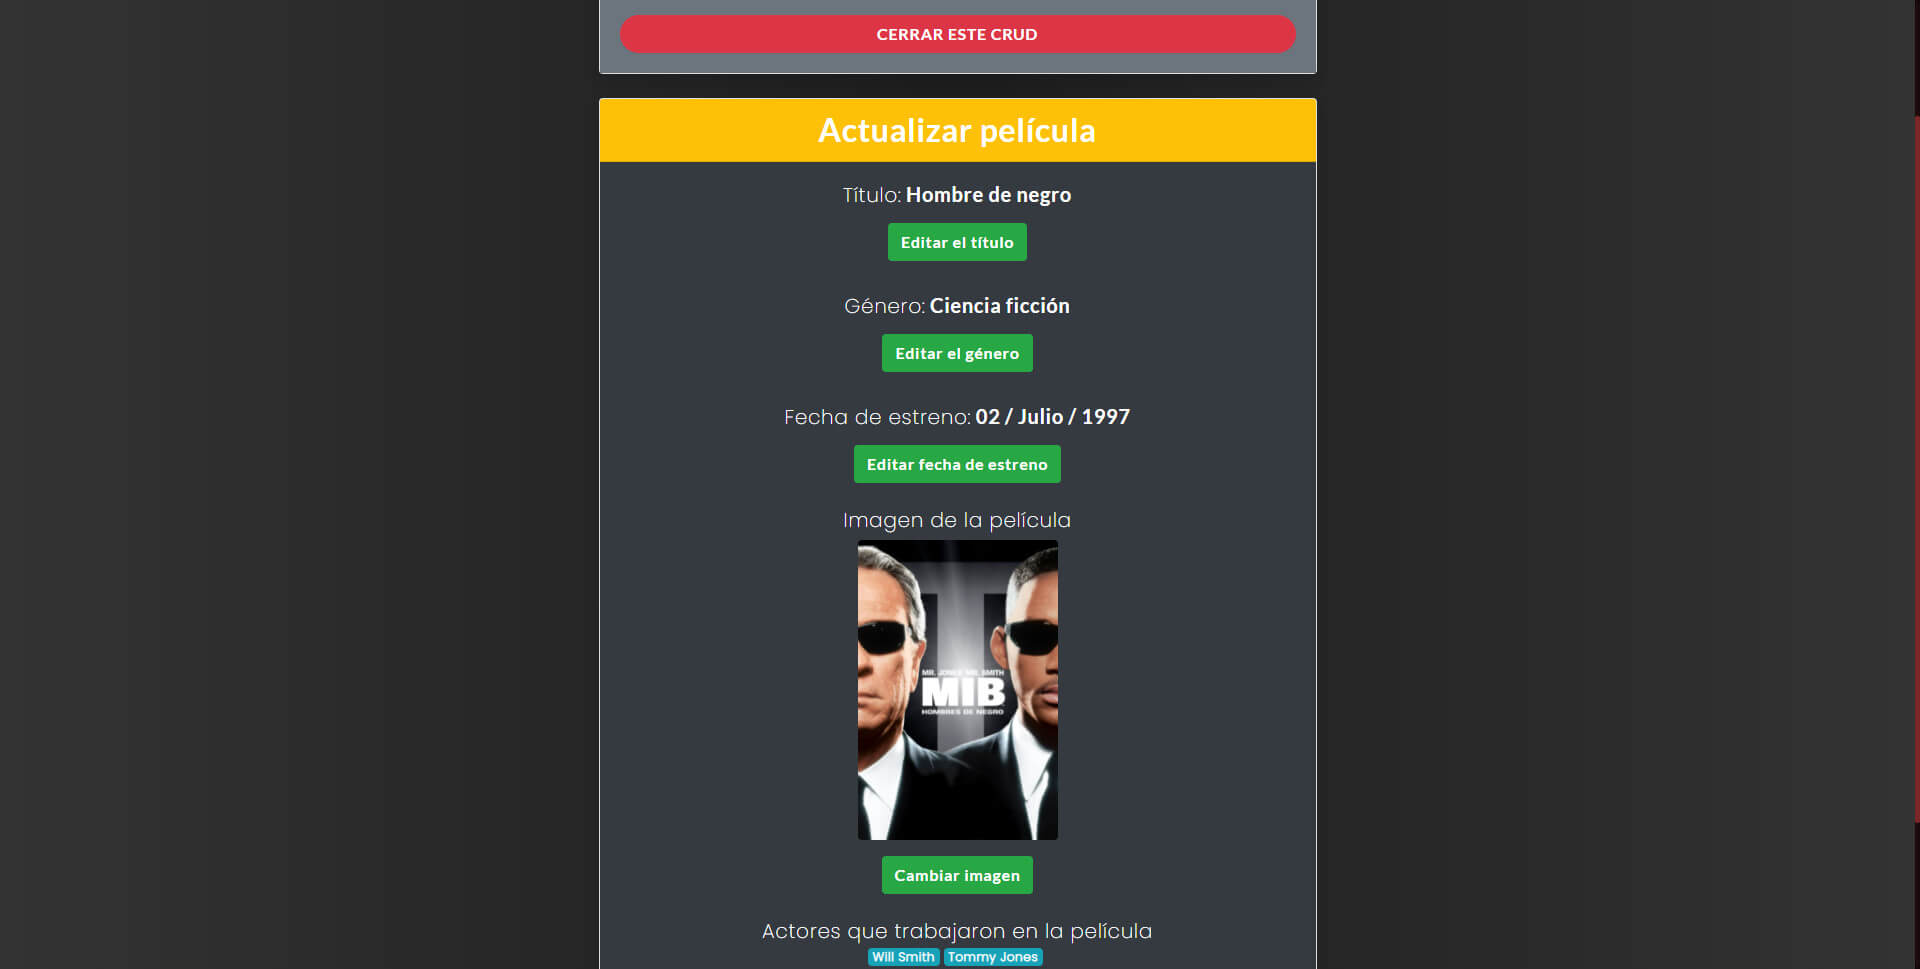 CERRAR ESTE CRUD
Actualizar película
Título: Hombre de negro
Editar el título
Género: Ciencia ficción
Editar el género
Fecha de estreno: 02 / Julio / 1997
Editar fecha de estreno
Imagen de la película
MR. JONES MR. SMITH
MIB
HOMBRES DE NEGRO
Cambiar imagen
Actores que trabajaron en la película
Will Smith Tommy Jones